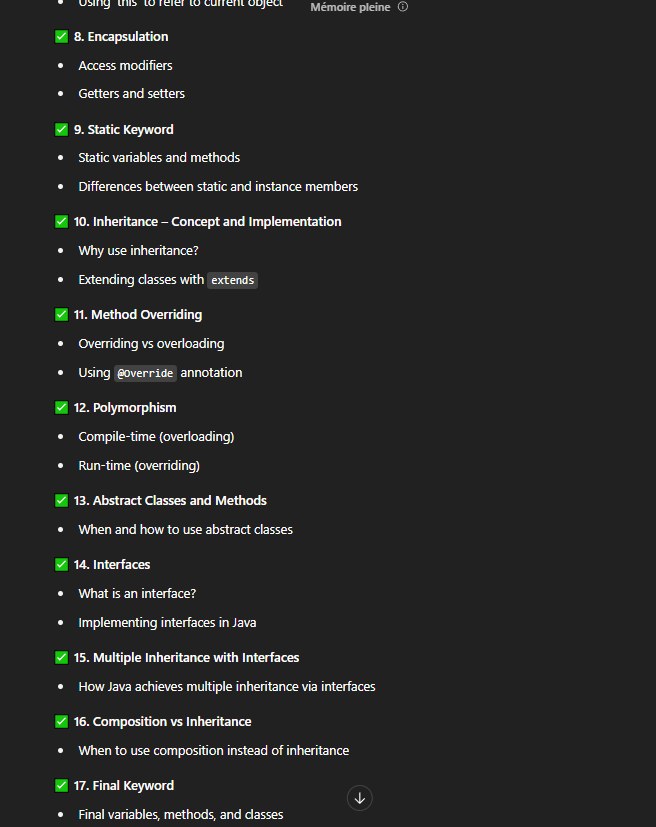 Using 'this' to refer to current object
Mémoire pleine
✅ 8. Encapsulation
• Access modifiers
• Getters and setters
✅ 9. Static Keyword
• Static variables and methods
• Differences between static and instance members
✅ 10. Inheritance – Concept and Implementation
• Why use inheritance?
• Extending classes with extends
✅ 11. Method Overriding
• Overriding vs overloading
• Using @Override annotation
✅ 12. Polymorphism
• Compile-time (overloading)
• Run-time (overriding)
✅ 13. Abstract Classes and Methods
• When and how to use abstract classes
✅ 14. Interfaces
• What is an interface?
• Implementing interfaces in Java
✅ 15. Multiple Inheritance with Interfaces
• How Java achieves multiple inheritance via interfaces
✅ 16. Composition vs Inheritance
• When to use composition instead of inheritance
✅ 17. Final Keyword
• Final variables, methods, and classes